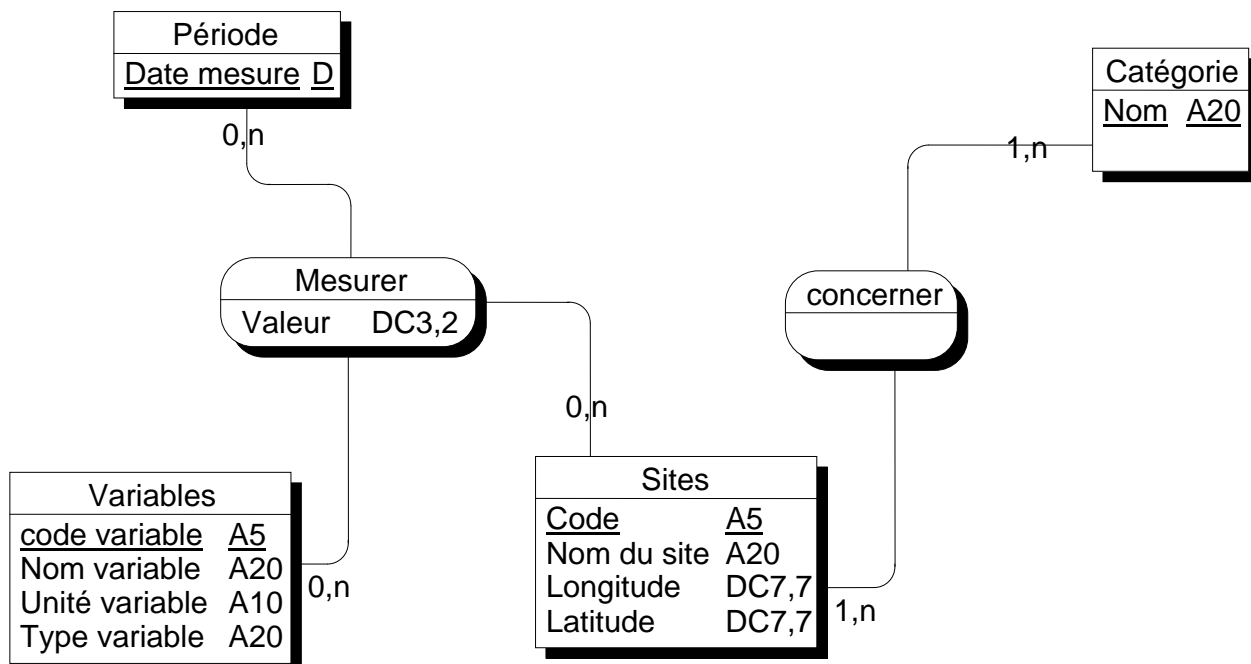 Période
Date mesure D
0,n
Catégorie
Nom A20
1,n
Mesurer
Valeur DC3,2
concerner
0,n
Variables
code variable A5
Nom variable A20
Unité variable A10
Type variable A20
0,n
Sites
Code A5
Nom du site A20
Longitude DC7,7
Latitude DC7,7
1,n